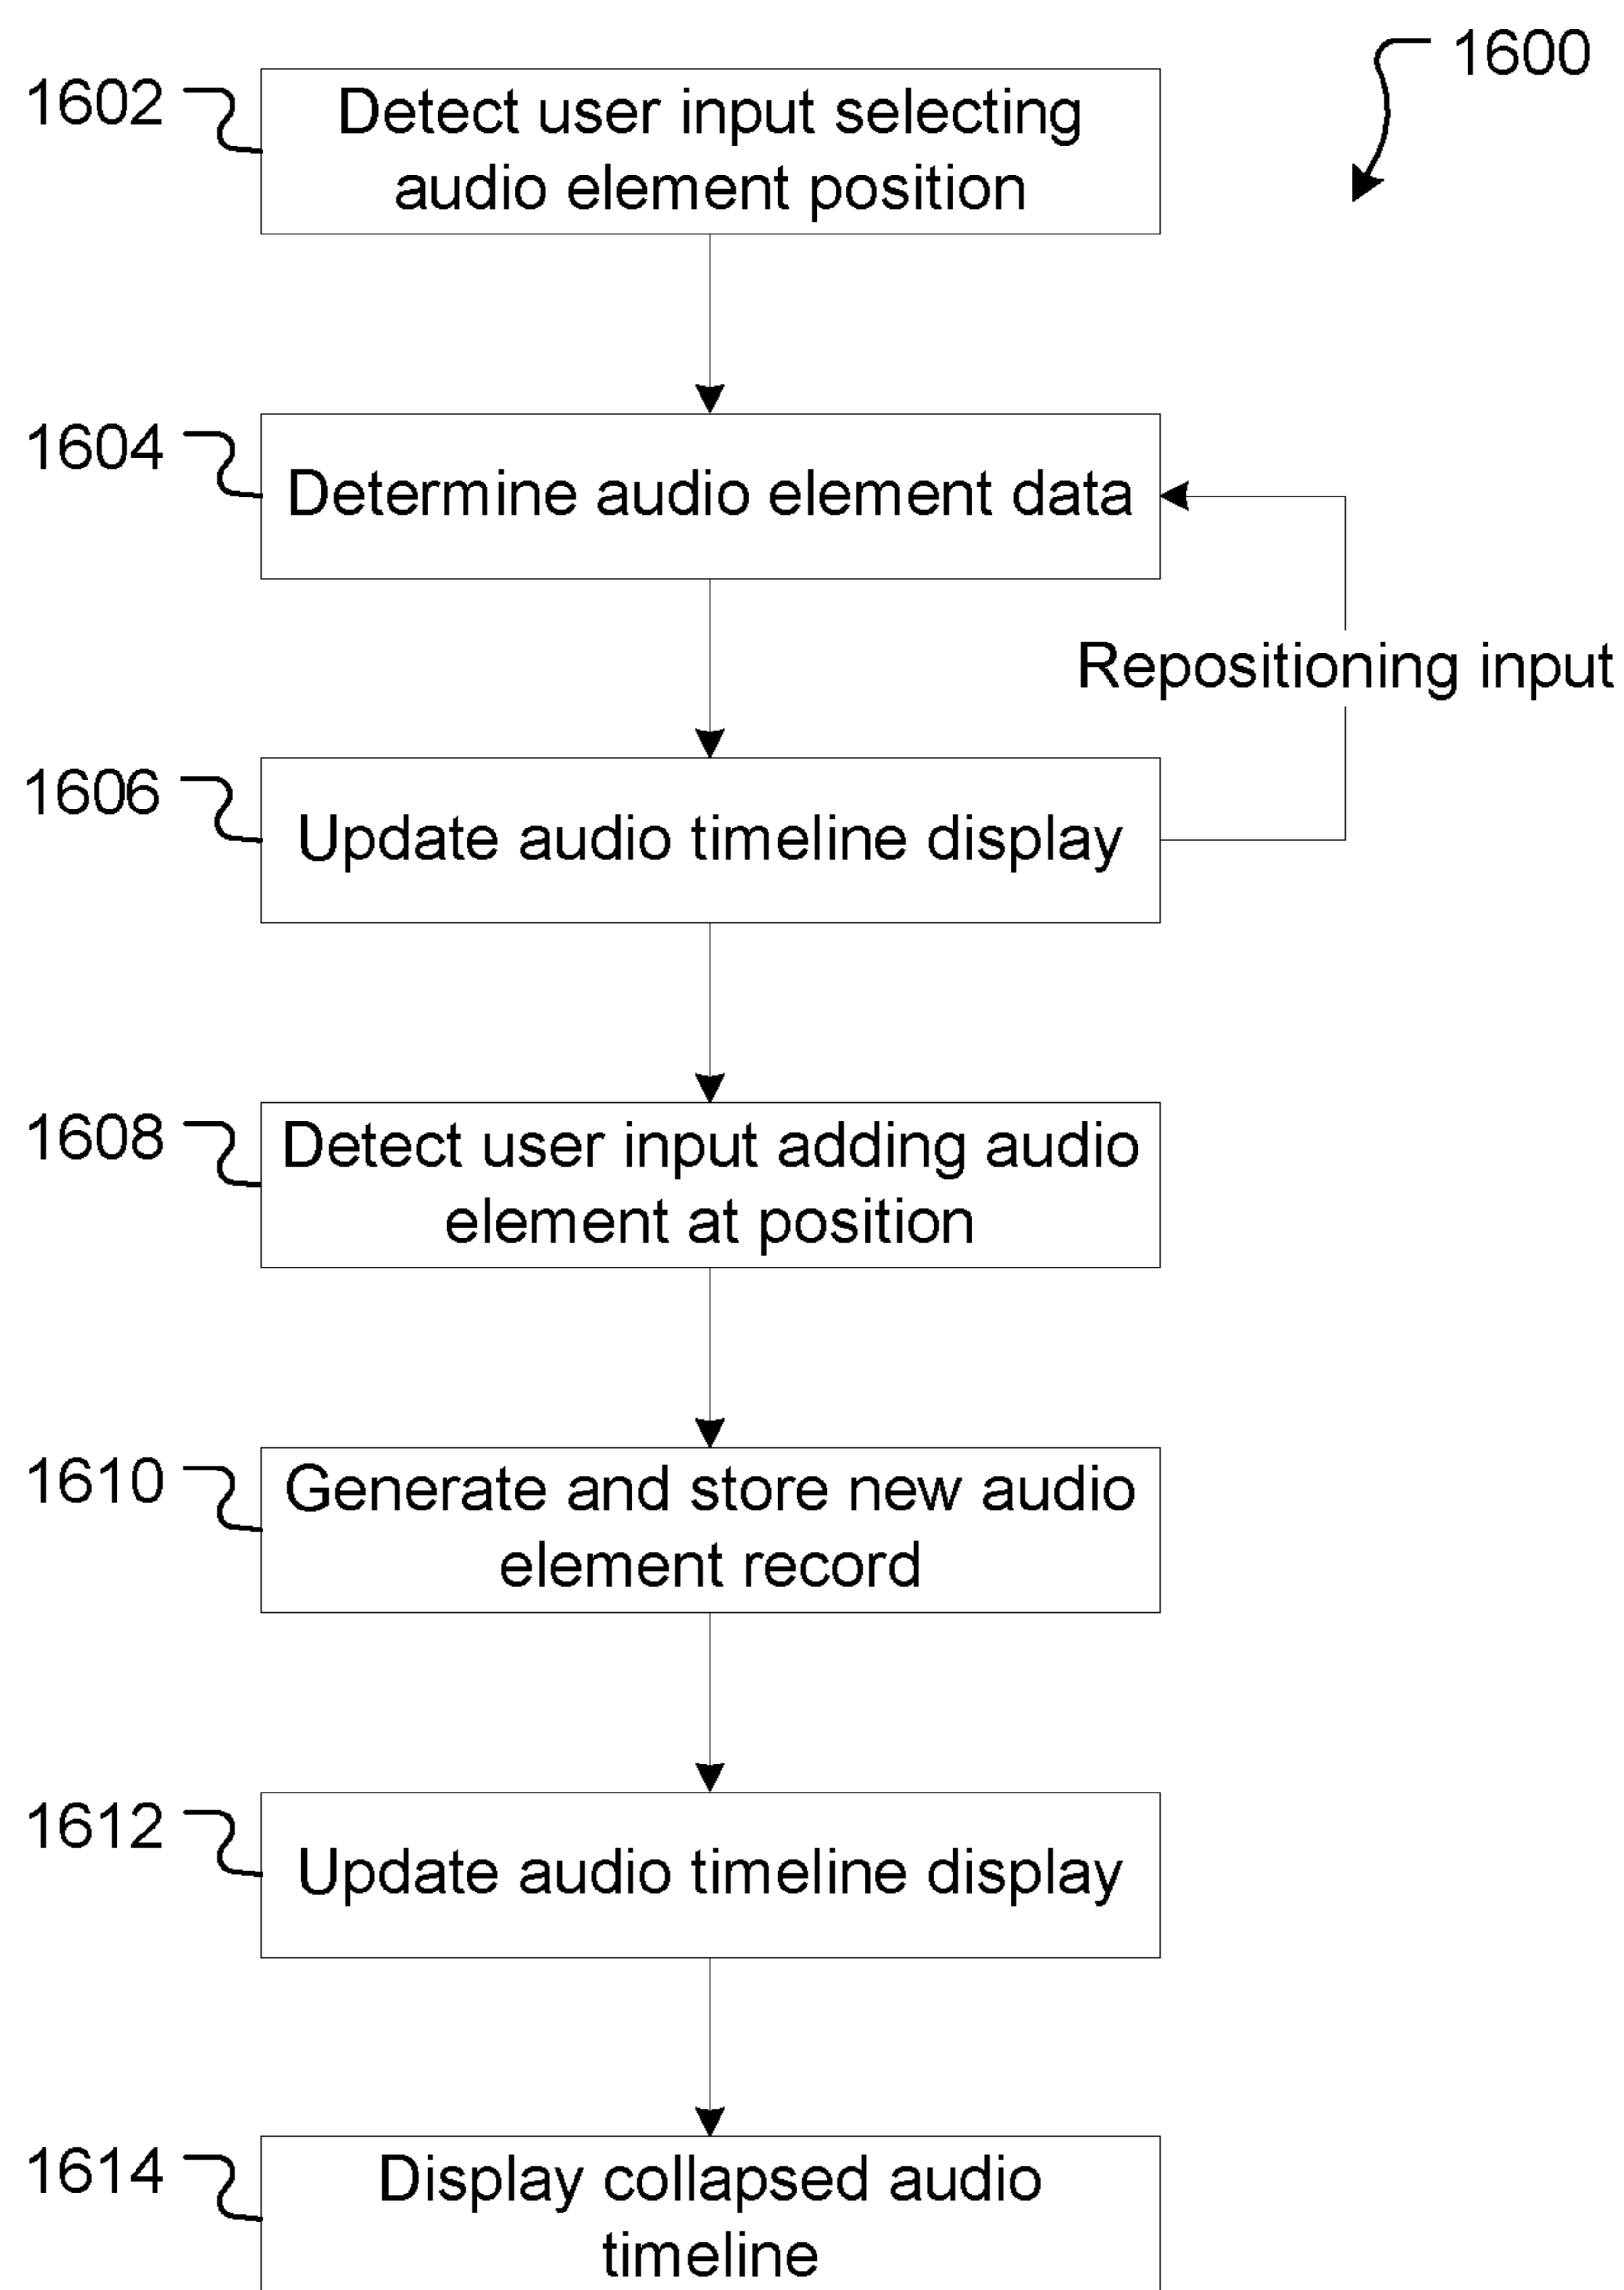 1600
1602
Detect user input selecting
audio element position
1604
Determine audio element data
Repositioning input
1606
Update audio timeline display
1608
Detect user input adding audio
element at position
1610
Generate and store new audio
element record
1612
Update audio timeline display
1614
Display collapsed audio
timeline